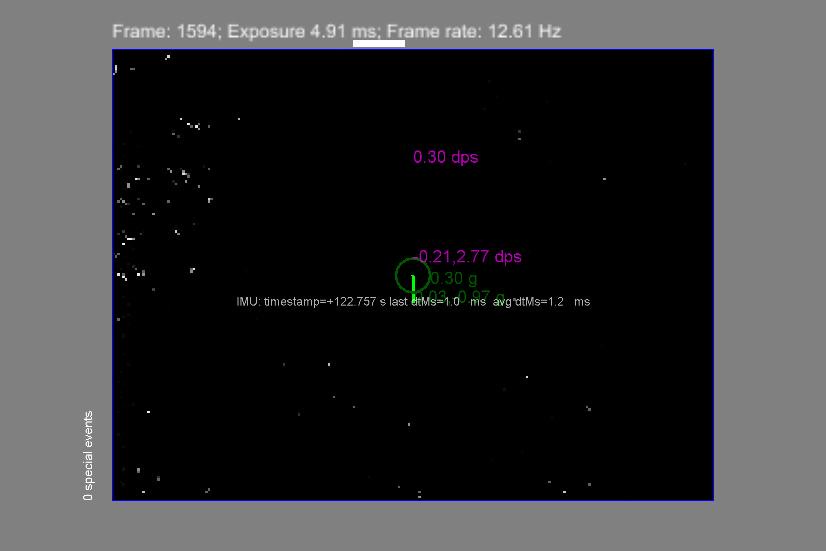 Frame: 1594; Exposure 4.91 ms; Frame rate: 12.61 Hz
0.30 dps
-0.21,2.77 dps
0.30 g
0.97 g
IMU: timestamp=+122.757 s last dtMs=1.0 ms avg dtMs=1.2 ms
0 special events